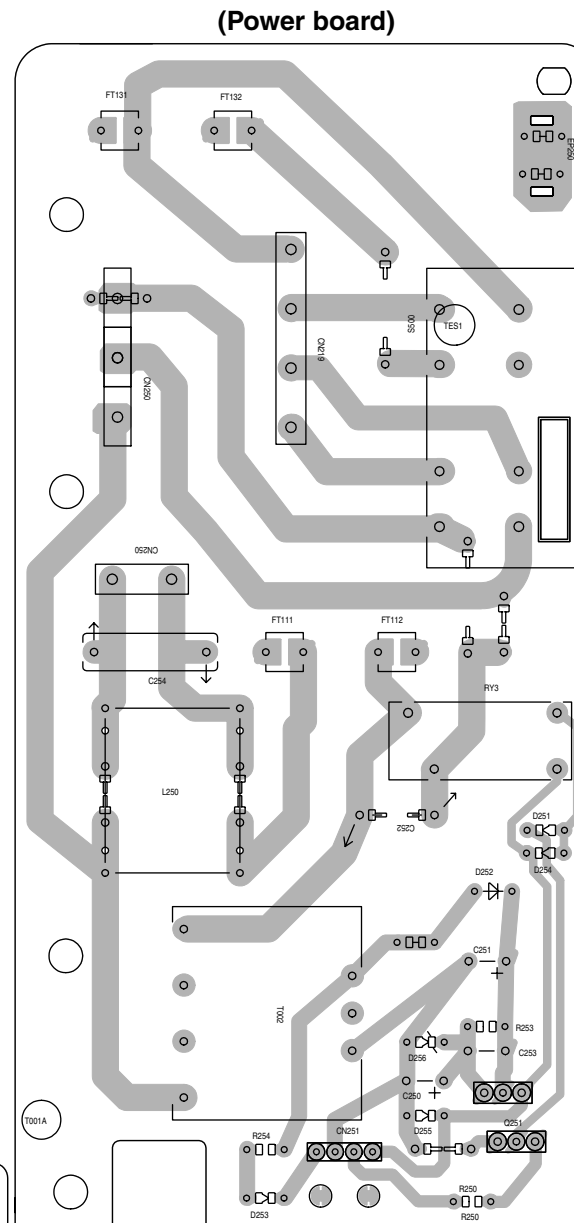 (Power board)
FT131
FT132
EP250
S600
TES1
CN219
CN250
CN250
FT111
FT112
C254
RY3
L250
C252
D251
D254
D252
C251
T002
R253
D256
C253
C250
T001A
D255
Q251
R254
CN251
R250
D253
R250